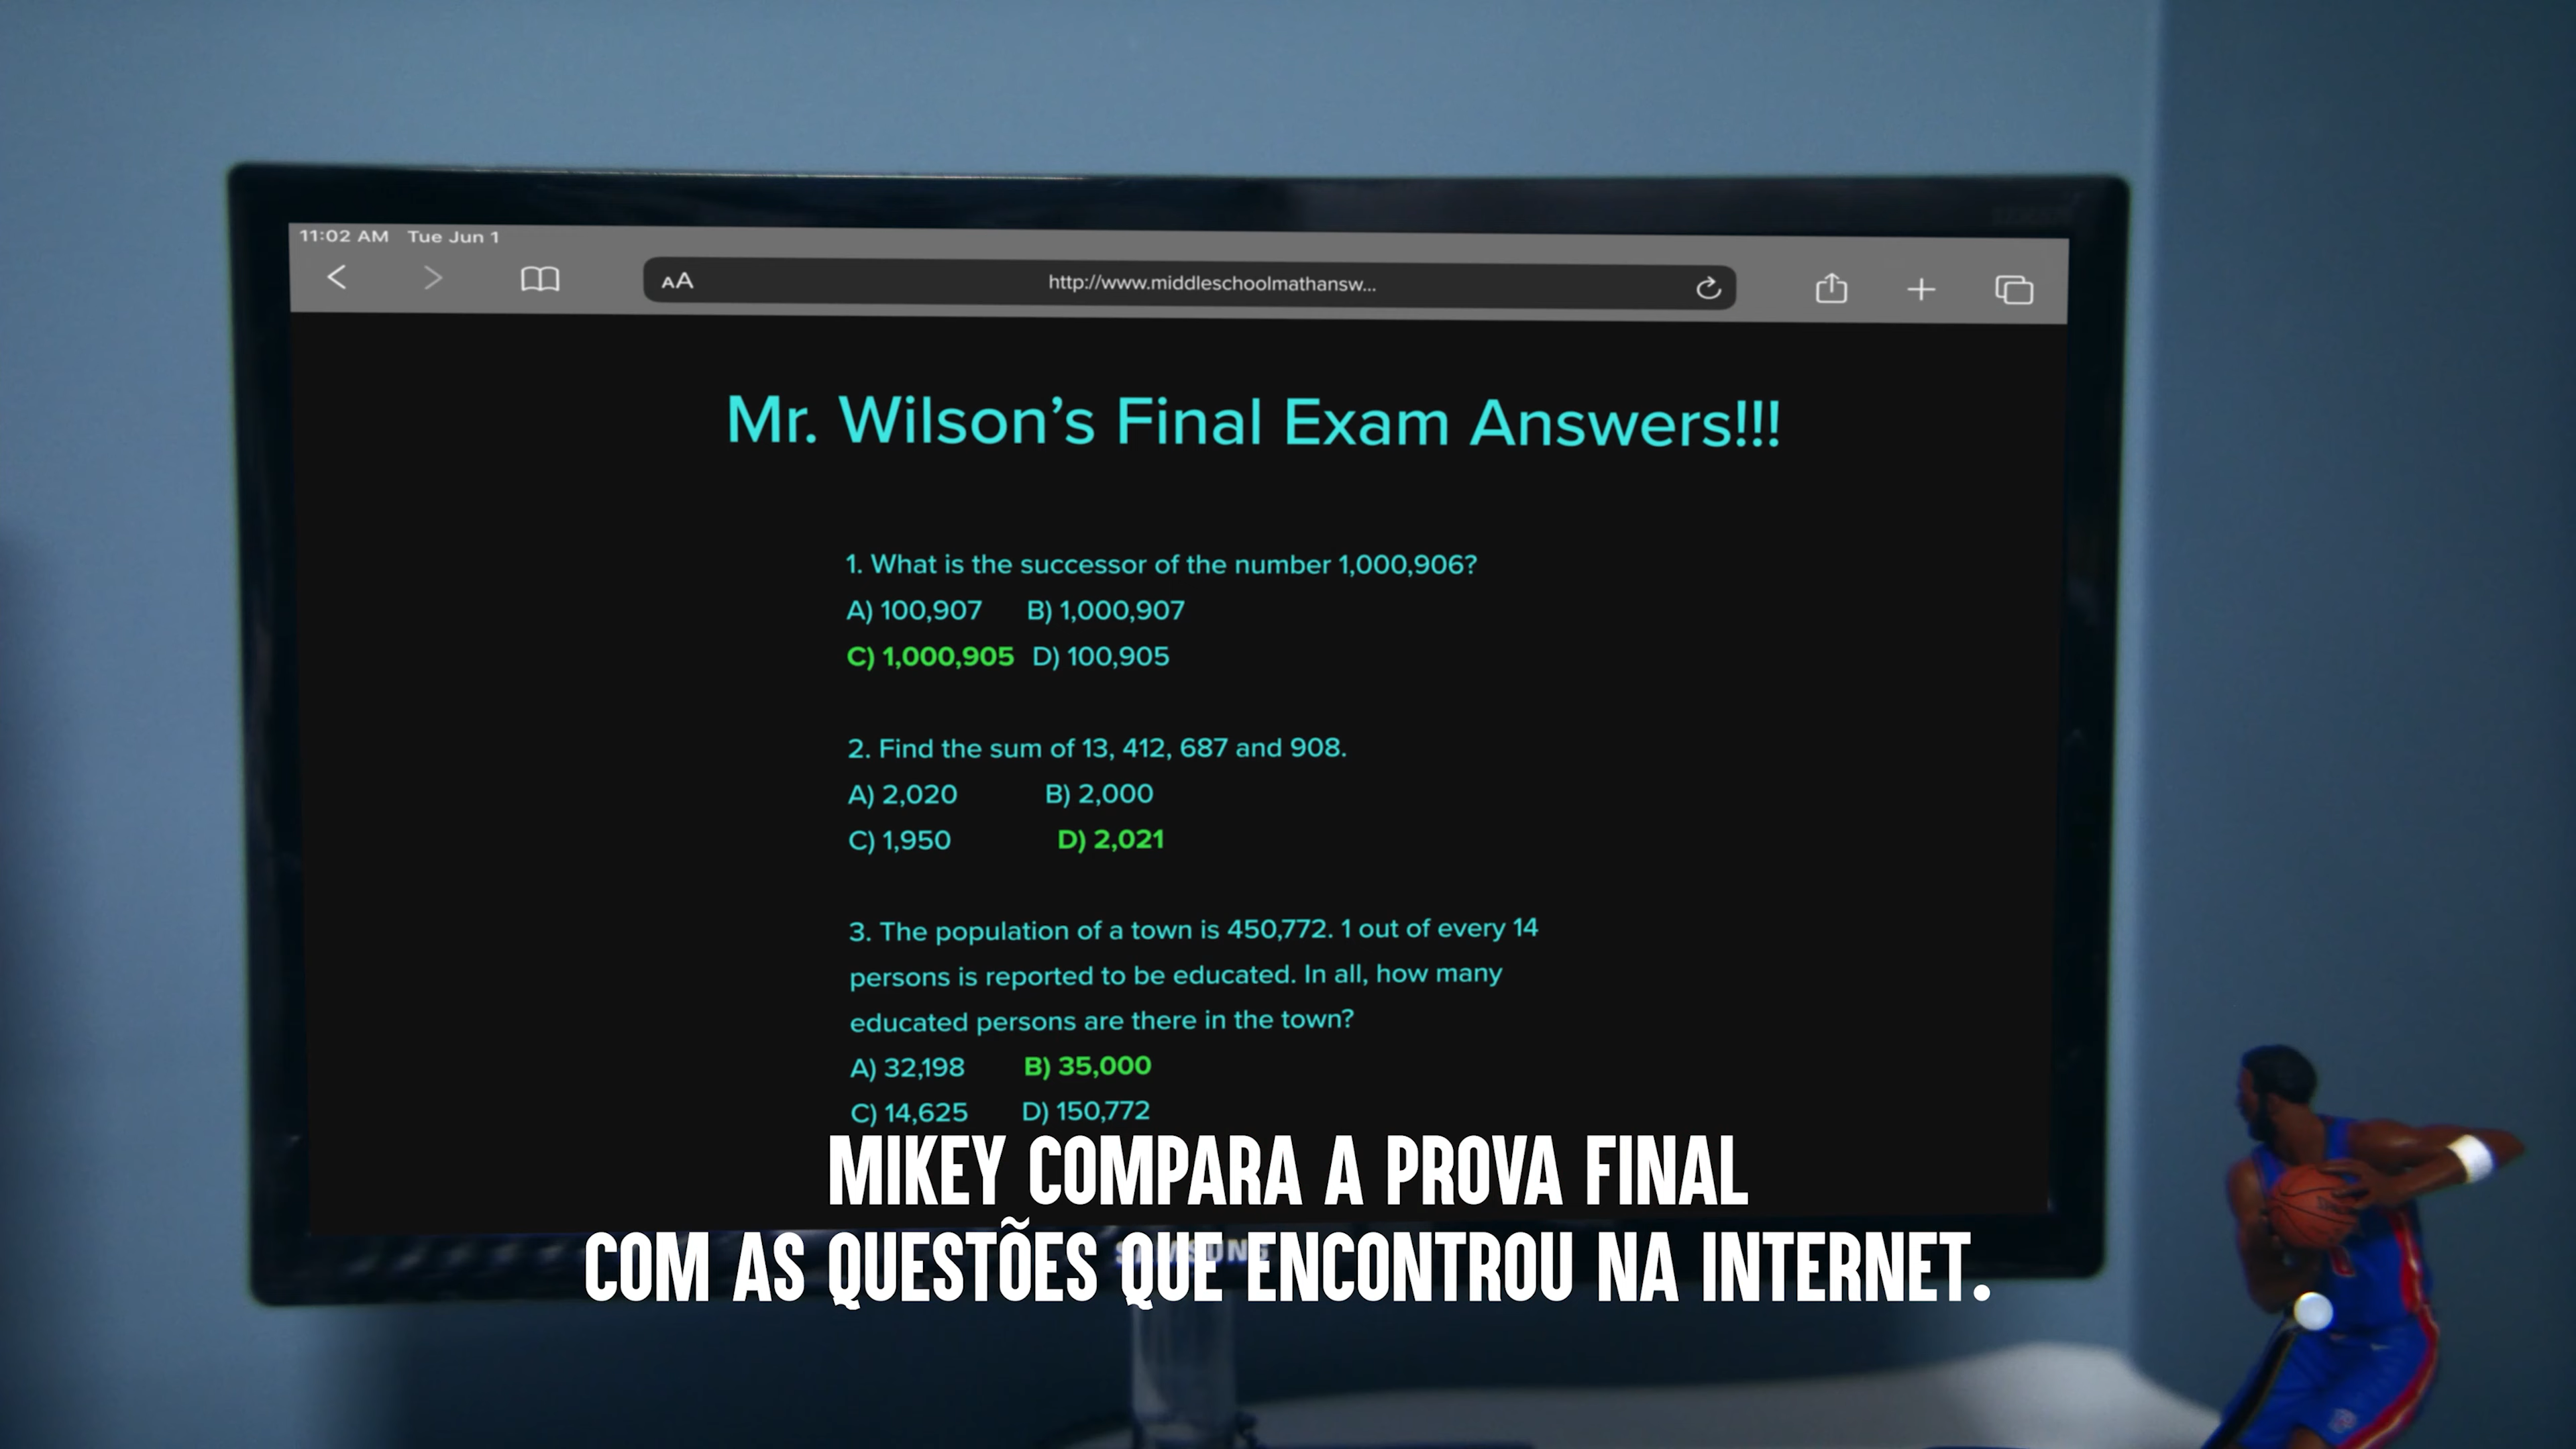 11:02 AM Tue Jun 1
AA http://www.middleschoolmathansw...
Mr. Wilson's Final Exam Answers!!!
1. What is the successor of the number 1,000,906?
A) 100,907 B) 1,000,907
C) 1,000,905 D) 100,905
2. Find the sum of 13, 412, 687 and 908.
A) 2,020 B) 2,000
C) 1,950 D) 2,021
3. The population of a town is 450,772. 1 out of every 14
persons is reported to be educated. In all, how many
educated persons are there in the town?
A) 32,198 B) 35,000
C) 14,625 D) 150,772
MIKEY COMPARA A PROVA FINAL
SAMSUNG
COM AS QUESTÕES QUE ENCONTROU NA INTERNET.